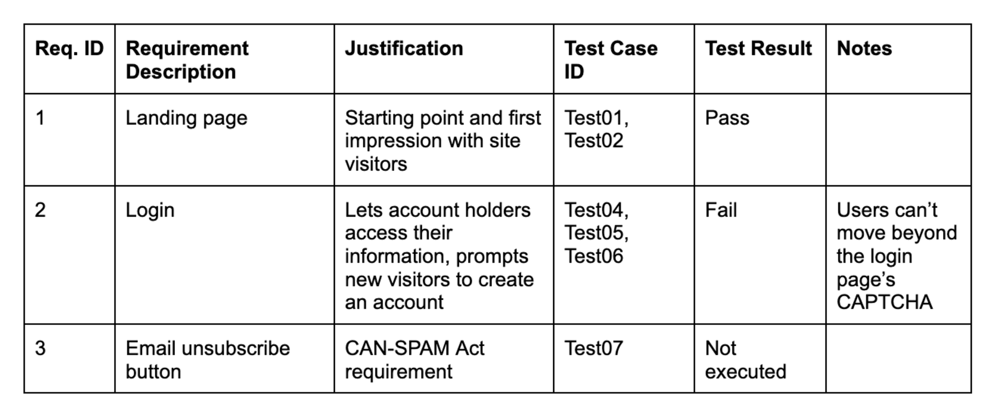 Req. ID
Requirement
Description
Justification
Test Case
ID
Test Result
Notes
1
Landing page
Starting point and first
impression with site
visitors
Test01,
Test02
Pass
2
Login
Lets account holders
access their
information, prompts
new visitors to create
an account
Test04,
Test05,
Test06
Fail
Users can’t
move beyond
the login
page’s
CAPTCHA
3
Email unsubscribe
button
CAN-SPAM Act
requirement
Test07
Not
executed